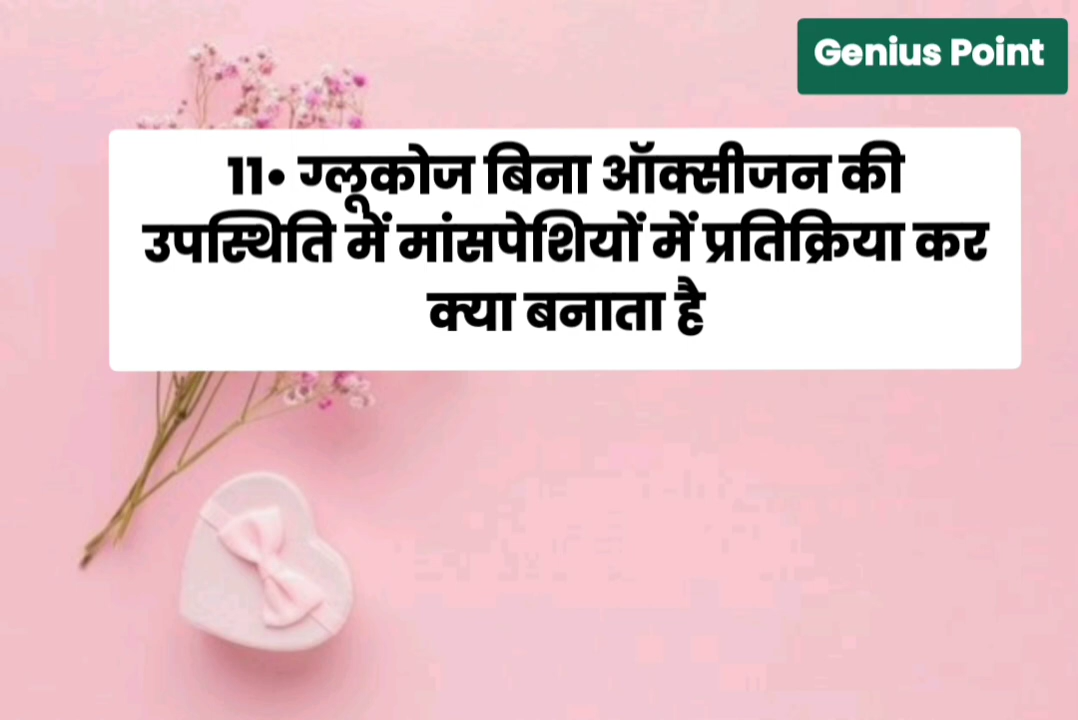 Genius Point
11• ग्लूकोज बिना ऑक्सीजन की
उपस्थिति में मांसपेशियों में प्रतिक्रिया कर
क्या बनाता है